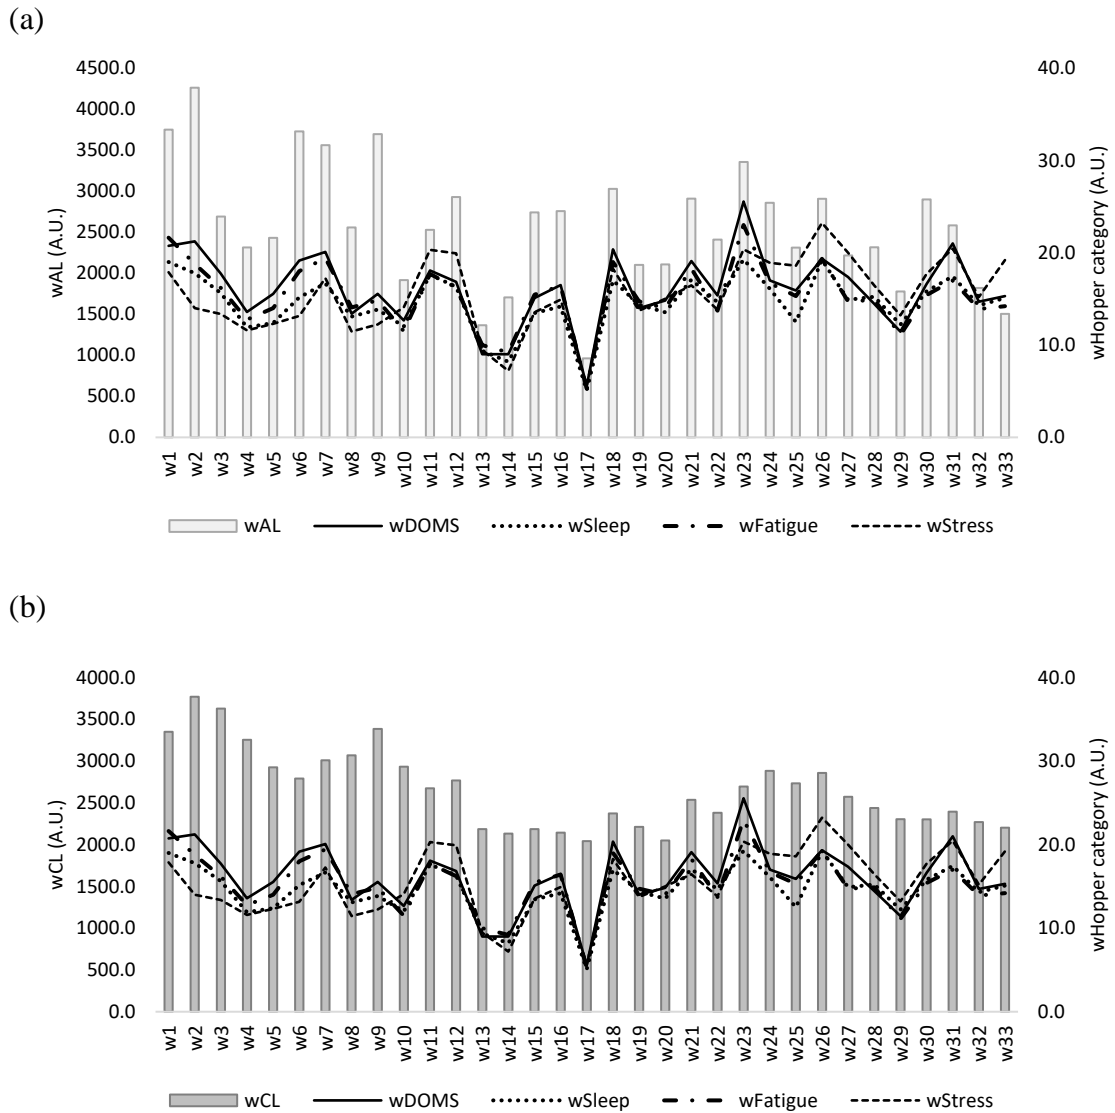 (a)
wAL (A.U.)
4500.0
4000.0
3500.0
3000.0
2500.0
2000.0
1500.0
1000.0
500.0
0.0
40.0
30.0
20.0
10.0
0.0
wHopper category (A.U.)
w1 w2 w3 w4 w5 w6 w7 w8 w9 w10 w11 w12 w13 w14 w15 w16 w17 w18 w19 w20 w21 w22 w23 w24 w25 w26 w27 w28 w29 w30 w31 w32 w33
wAL wDOMS wSleep wFatigue wStress
(b)
wCL (A.U.)
4000.0
3500.0
3000.0
2500.0
2000.0
1500.0
1000.0
500.0
0.0
40.0
30.0
20.0
10.0
0.0
wHopper category (A.U.)
w1 w2 w3 w4 w5 w6 w7 w8 w9 w10 w11 w12 w13 w14 w15 w16 w17 w18 w19 w20 w21 w22 w23 w24 w25 w26 w27 w28 w29 w30 w31 w32 w33
wCL wDOMS wSleep wFatigue wStress